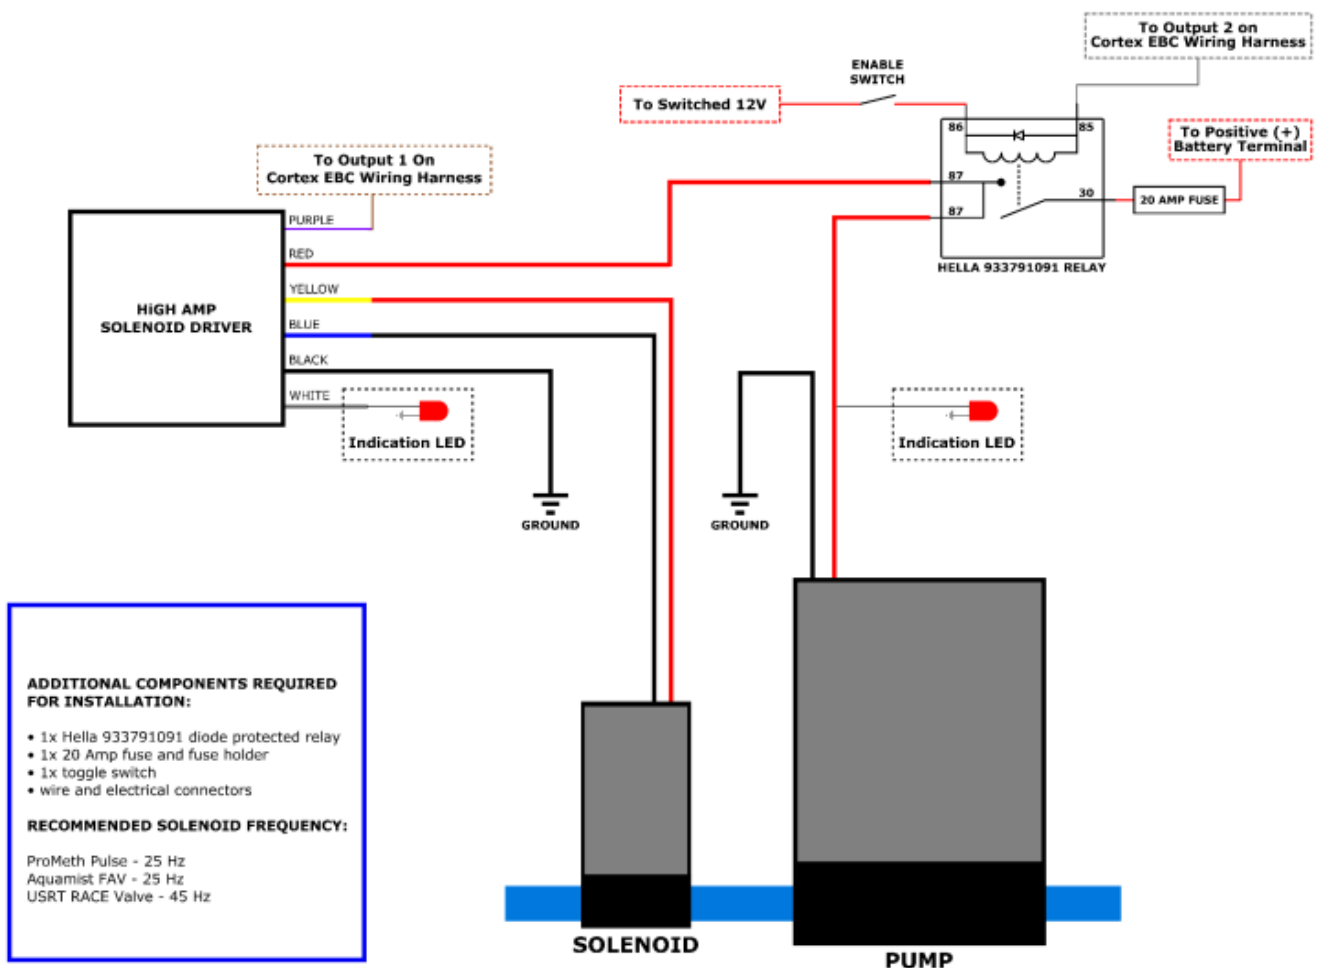 To Output 2 on
Cortex EBC Wiring Harness
ENABLE
SWITCH
To Switched 12V
86
85
To Positive (+)
Battery Terminal
To Output 1 On
Cortex EBC Wiring Harness
87
30
20 AMP FUSE
87
PURPLE
RED
HELLA 933791091 RELAY
YELLOW
HiGH AMP
SOLENOID DRIVER
BLUE
BLACK
WHITE
Indication LED
Indication LED
GROUND
GROUND
ADDITIONAL COMPONENTS REQUIRED
FOR INSTALLATION:
• 1x Hella 933791091 diode protected relay
• 1x 20 Amp fuse and fuse holder
• 1x toggle switch
• wire and electrical connectors
RECOMMENDED SOLENOID FREQUENCY:
ProMeth Pulse - 25 Hz
Aquamist FAV - 25 Hz
USRT RACE Valve - 45 Hz
SOLENOID
PUMP